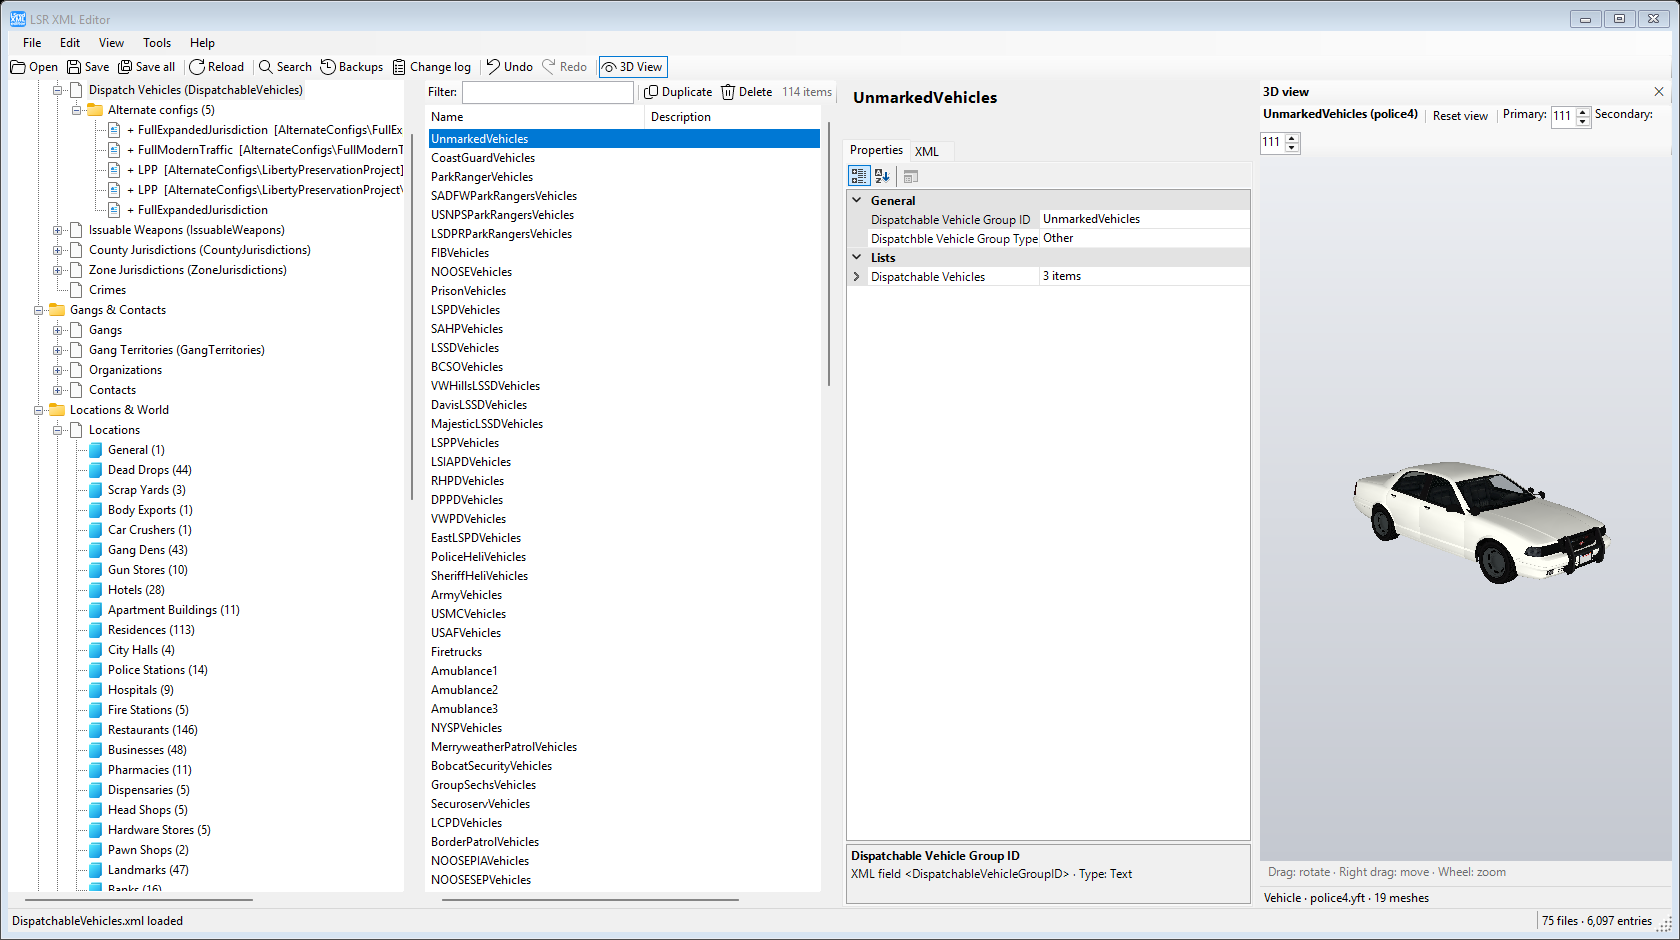 LSR XML Editor
File Edit View Tools Help
Open Save Save all Reload Search Backups Change log Undo Redo 3D View
Dispatch Vehicles (DispatchableVehicles)
Alternate configs (5)
+ FullExpandedJurisdiction [AlternateConfigs\FullEx
+ FullModernTraffic [AlternateConfigs\FullModernT
+ LPP [AlternateConfigs\LibertyPreservationProject]
+ LPP [AlternateConfigs\LibertyPreservationProject\
+ FullExpandedJurisdiction
Issuable Weapons (IssuableWeapons)
County Jurisdictions (CountyJurisdictions)
Zone Jurisdictions (ZoneJurisdictions)
Crimes
Gangs & Contacts
Gangs
Gang Territories (GangTerritories)
Organizations
Contacts
Locations & World
Locations
General (1)
Dead Drops (44)
Scrap Yards (3)
Body Exports (1)
Car Crushers (1)
Gang Dens (43)
Gun Stores (10)
Hotels (28)
Apartment Buildings (11)
Residences (113)
City Halls (4)
Police Stations (14)
Hospitals (9)
Fire Stations (5)
Restaurants (146)
Businesses (48)
Pharmacies (11)
Dispensaries (5)
Head Shops (5)
Hardware Stores (5)
Pawn Shops (2)
Landmarks (47)
Banks (16)
Filter: Duplicate Delete 114 items
Name Description
UnmarkedVehicles
CoastGuardVehicles
ParkRangerVehicles
SADFWParkRangersVehicles
USNPSParkRangersVehicles
LSDPRParkRangersVehicles
FIBVehicles
NOOSEVehicles
PrisonVehicles
LSPDVehicles
SAHPVehicles
LSSDVehicles
BCSOVehicles
VWHillsLSSDVehicles
DavisLSSDVehicles
MajesticLSSDVehicles
LSPPVehicles
LSIAPDVehicles
RHPDVehicles
DPPDVehicles
VWPDVehicles
EastLSPDVehicles
PoliceHeliVehicles
SheriffHeliVehicles
ArmyVehicles
USMCVehicles
USAFVehicles
Firetrucks
Amublance1
Amublance2
Amublance3
NYSPVehicles
MerryweatherPatrolVehicles
BobcatSecurityVehicles
GroupSechsVehicles
SecuroservVehicles
LCPDVehicles
BorderPatrolVehicles
NOOSEPIAVehicles
NOOSESEPVehicles
UnmarkedVehicles
Properties XML
General
Dispatchable Vehicle Group ID UnmarkedVehicles
Dispatchble Vehicle Group Type Other
Lists
Dispatchable Vehicles 3 items
Dispatchable Vehicle Group ID
XML field <DispatchableVehicleGroupID> · Type: Text
3D view
UnmarkedVehicles (police4) Reset view Primary: 111 Secondary:
111
Drag: rotate · Right drag: move · Wheel: zoom
Vehicle · police4.yft · 19 meshes
DispatchableVehicles.xml loaded
75 files · 6,097 entries